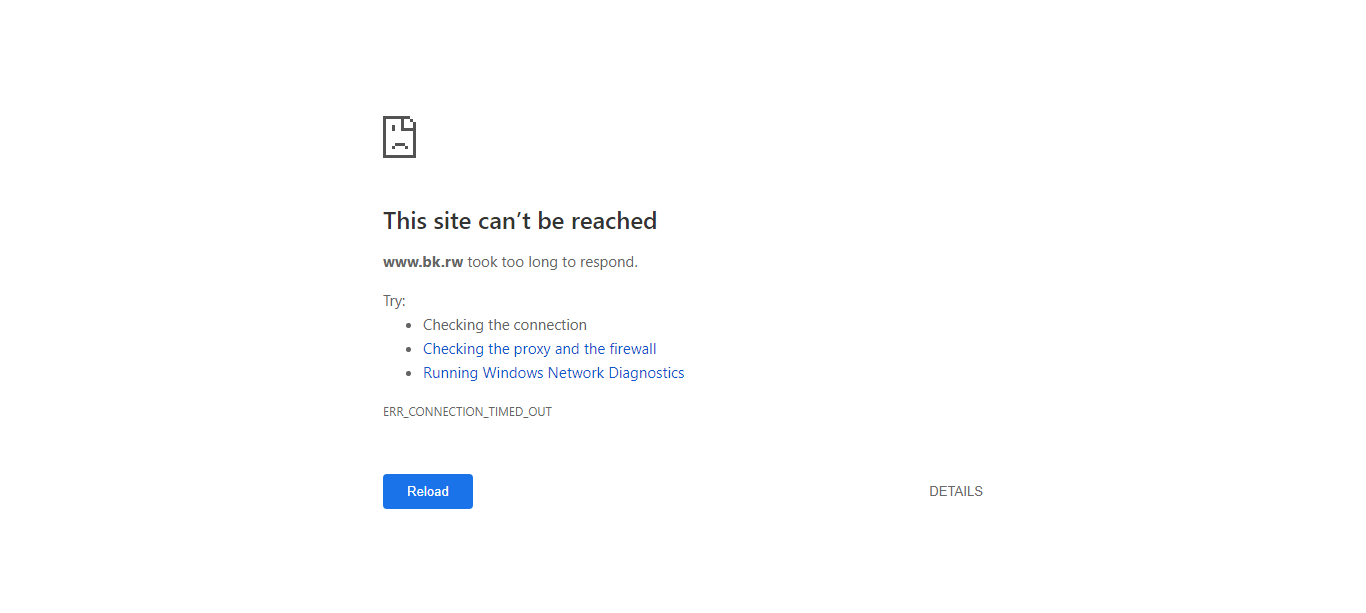 This site can’t be reached
www.bk.rw took too long to respond.
Try:
• Checking the connection
• Checking the proxy and the firewall
• Running Windows Network Diagnostics
ERR_CONNECTION_TIMED_OUT
Reload
DETAILS